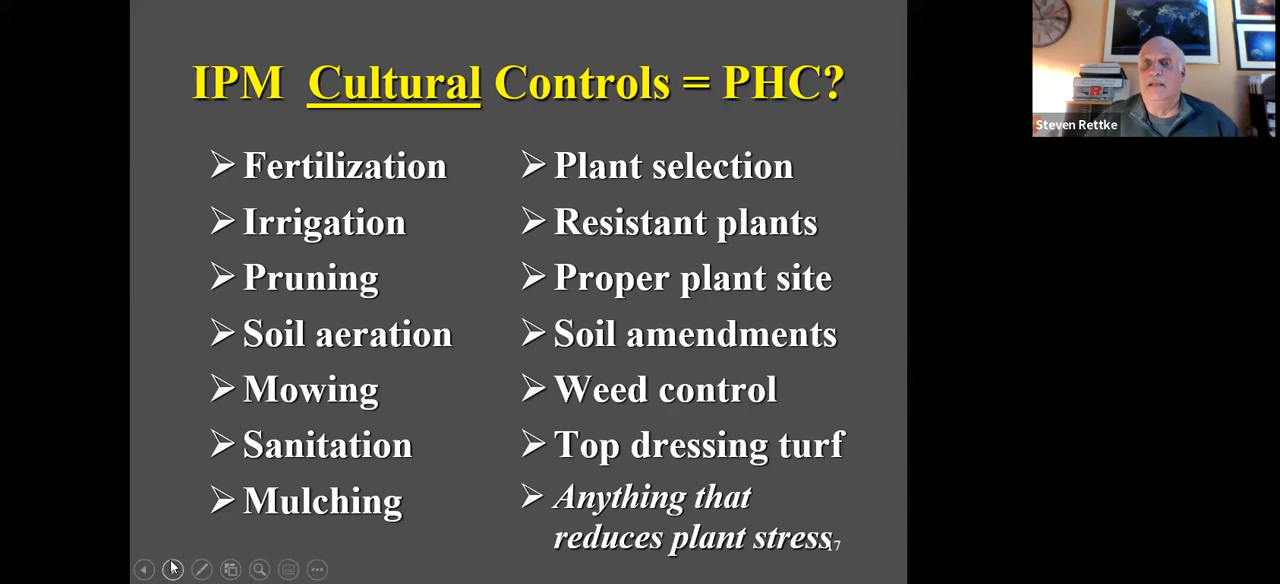 IPM Cultural Controls = PHC?
Steven Rettke
Fertilization
Irrigation
Pruning
Soil aeration
Mowing
Sanitation
Mulching
Plant selection
Resistant plants
Proper plant site
Soil amendments
Weed control
Top dressing turf
Anything that
reduces plant stress
17
R